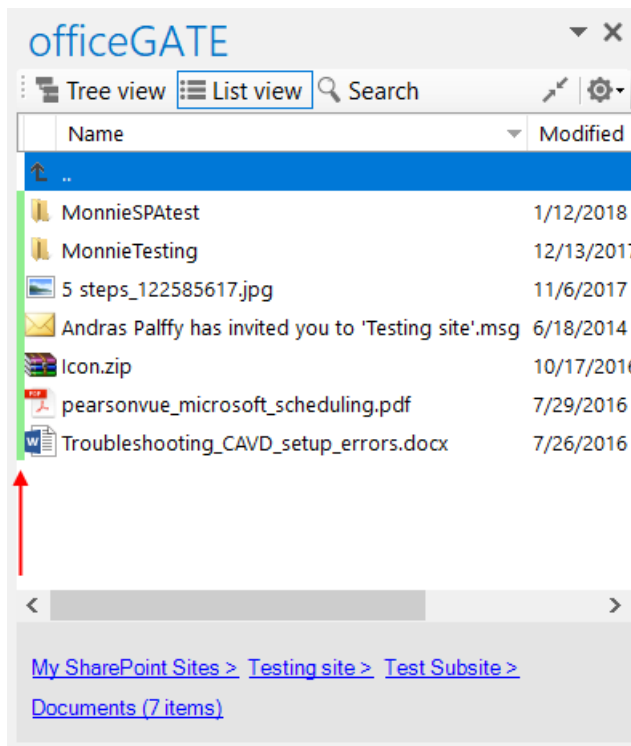 officeGATE
Tree view List view Search
Name Modified
..
MonnieSPAtest 1/12/2018
MonnieTesting 12/13/2017
5 steps_122585617.jpg 11/6/2017
Andras Palffy has invited you to 'Testing site'.msg 6/18/2014
Icon.zip 10/17/2016
PDF pearsonvue_microsoft_scheduling.pdf 7/29/2016
W Troubleshooting_CAVD_setup_errors.docx 7/26/2016
My SharePoint Sites > Testing site > Test Subsite >
Documents (7 items)